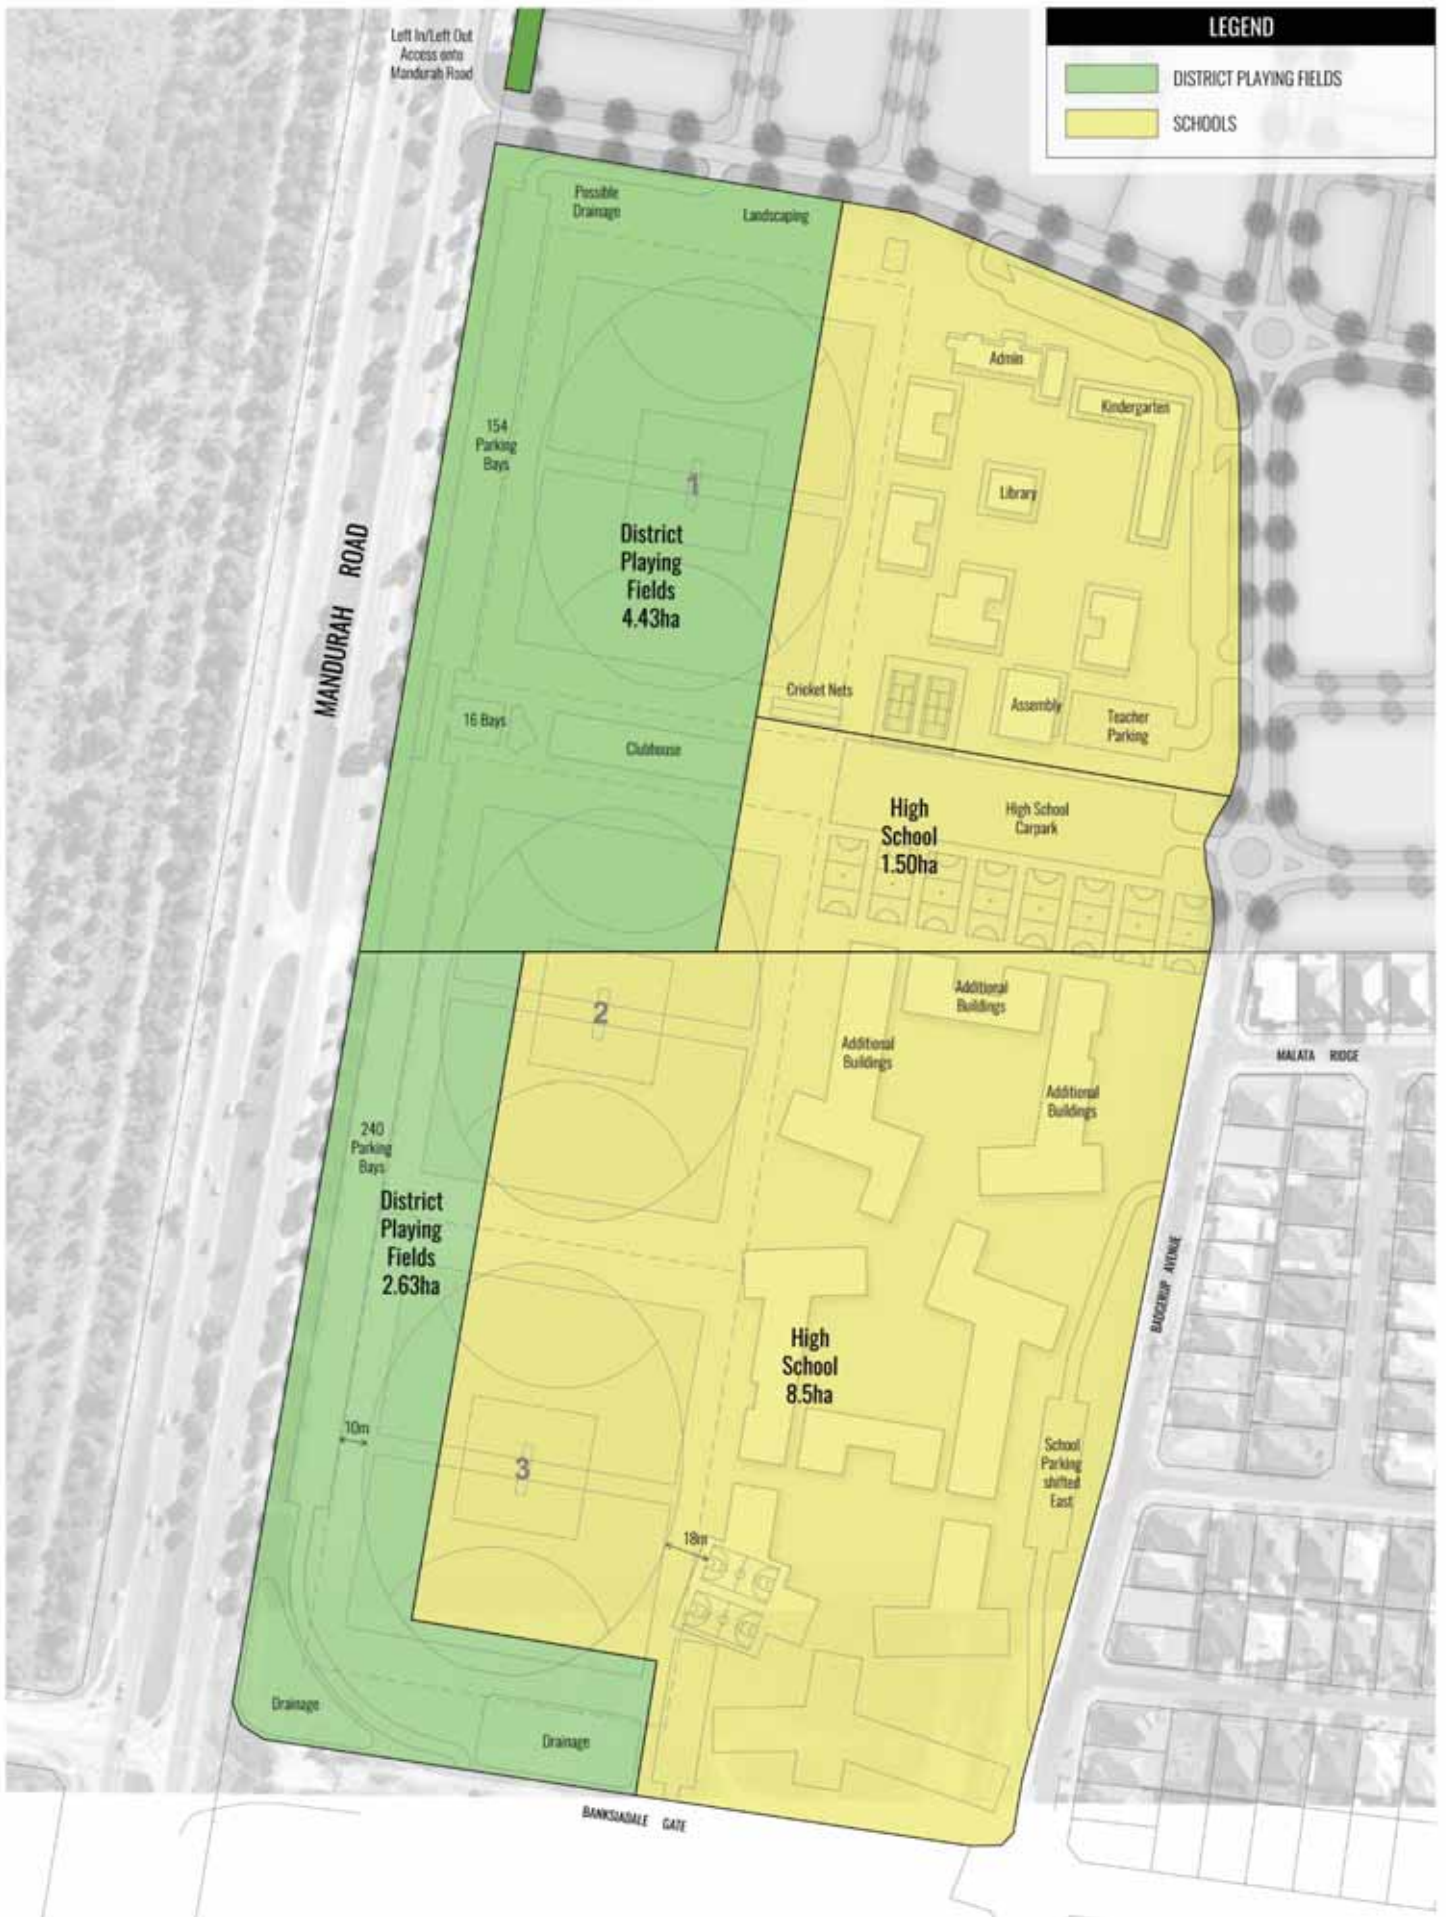 LEGEND
DISTRICT PLAYING FIELDS
SCHOOLS
Left In/Left Out
Access onto
Mandurah Road
Possible
Drainage
Landscaping
Admin
Kindergarten
154
Parking
Bays
Library
1
District
Playing
Fields
4.43ha
MANDURAH ROAD
Cricket Nets
Assembly
Teacher
Parking
16 Bays
Clubhouse
High
School
1.50ha
High School
Carpark
2
Additional
Buildings
Additional
Buildings
Additional
Buildings
MALATA RIDGE
240
Parking
Bays
District
Playing
Fields
2.63ha
BADGERUP AVENUE
High
School
8.5ha
10m
3
School
Parking
shifted
East
18m
Drainage
Drainage
BANKSIADALE GATE